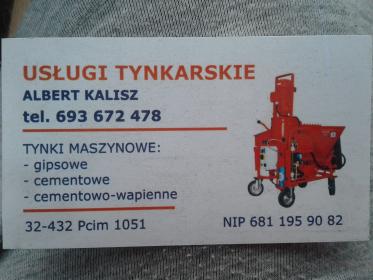 USŁUGI TYNKARSKIE
ALBERT KALISZ
tel. 693 672 478
TYNKI MASZYNOWE:
- gipsowe
- cementowe
- cementowo-wapienne
32-432 Pcim 1051
NIP 681 195 90 82